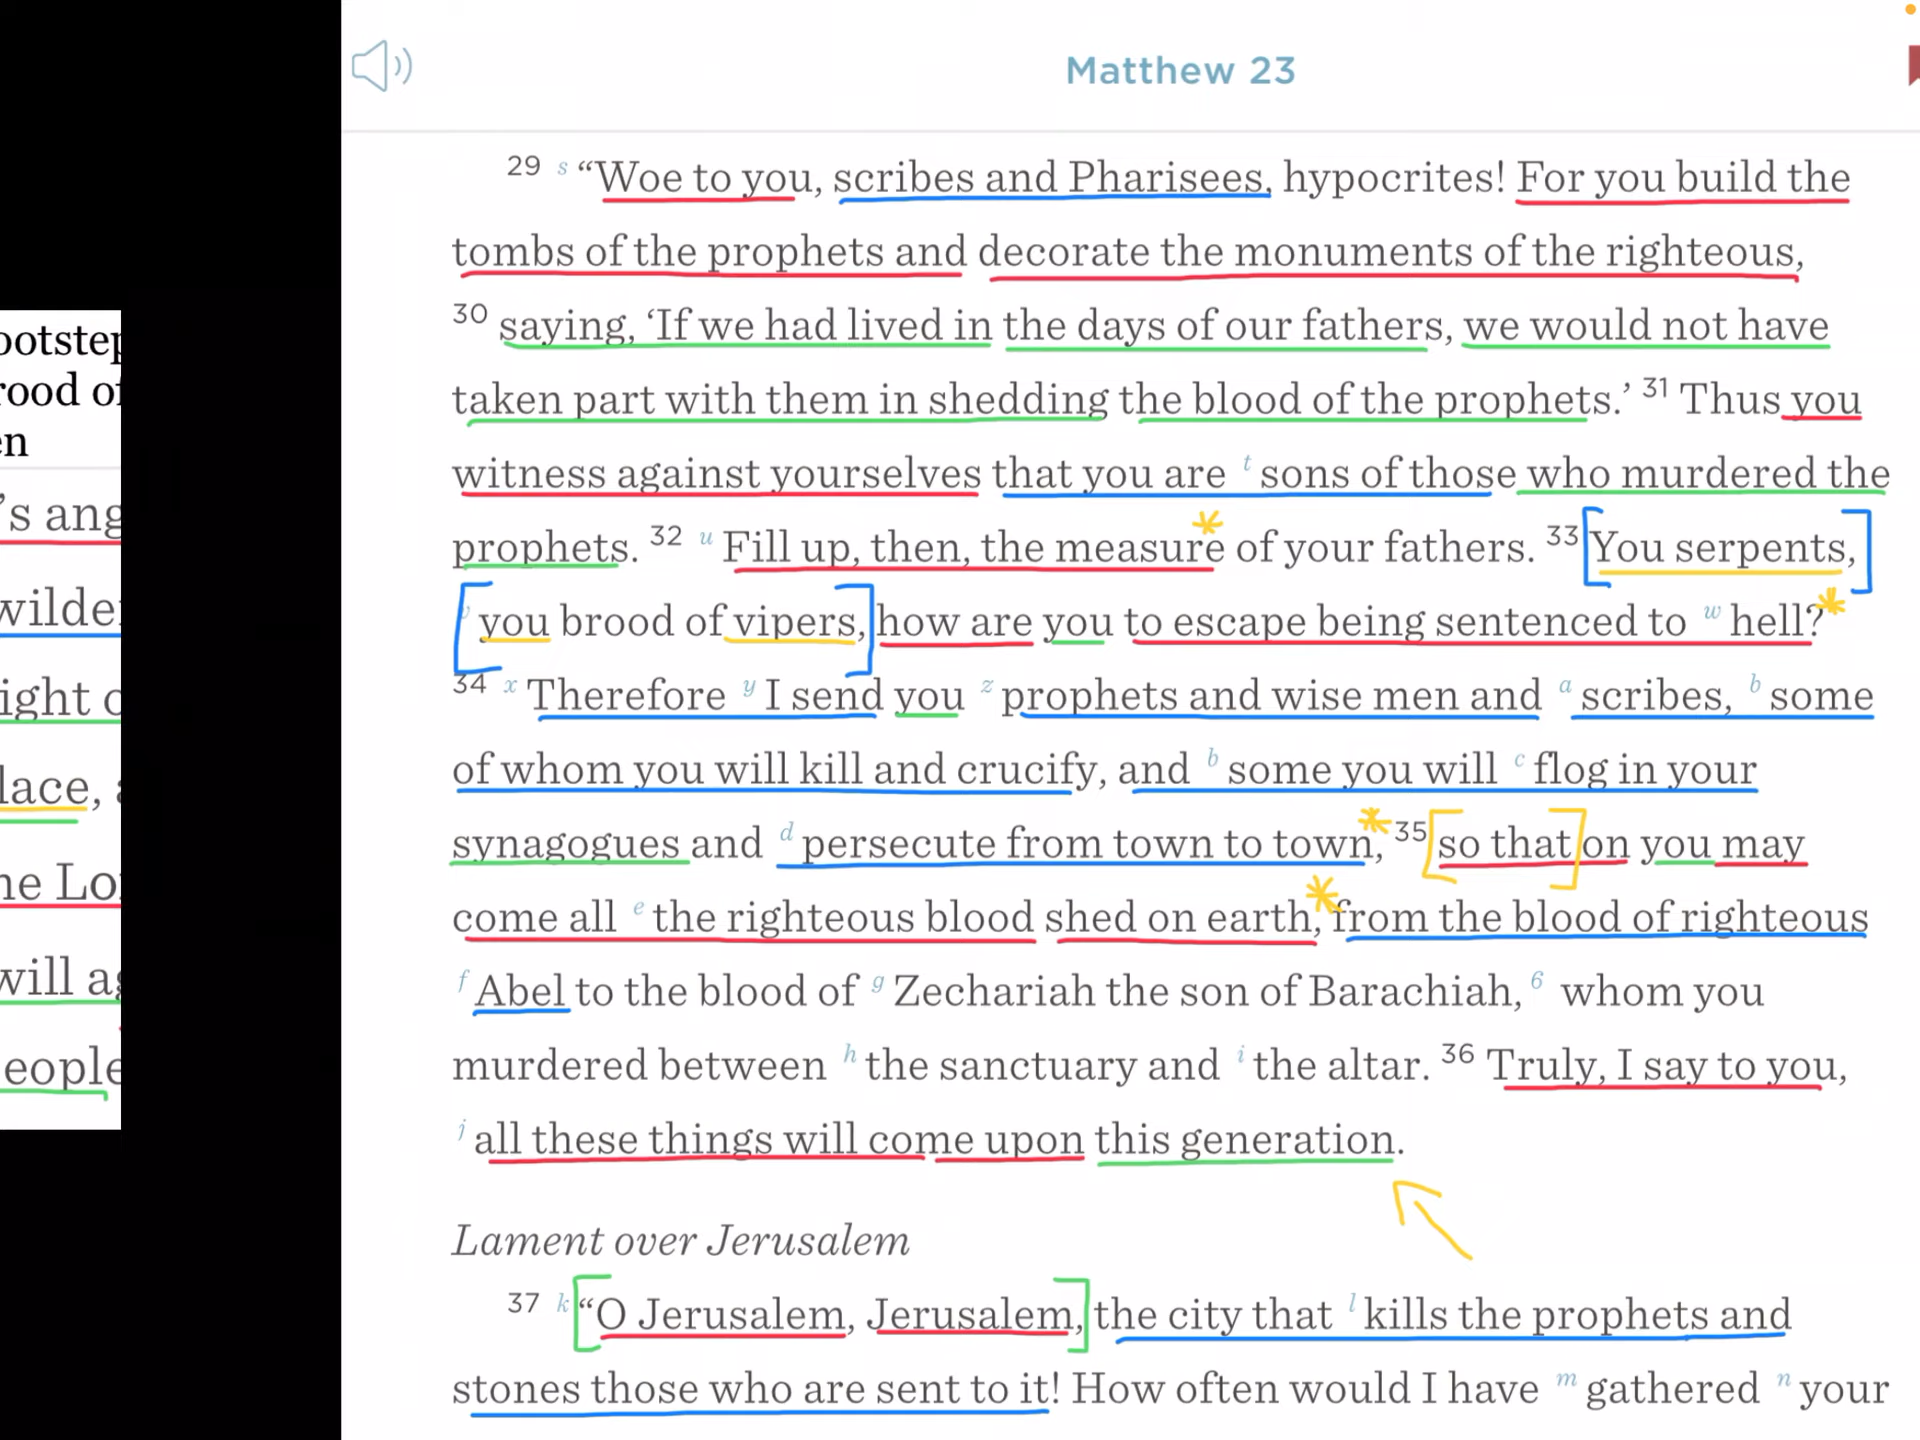 Matthew 23
29 s “Woe to you, scribes and Pharisees, hypocrites! For you build the
tombs of the prophets and decorate the monuments of the righteous,
30 saying, ‘If we had lived in the days of our fathers, we would not have
taken part with them in shedding the blood of the prophets.’ 31 Thus you
witness against yourselves that you are t sons of those who murdered the
prophets. 32 u Fill up, then, the measure of your fathers. 33 You serpents,
v you brood of vipers, how are you to escape being sentenced to w hell?
34 x Therefore y I send you z prophets and wise men and a scribes, b some
of whom you will kill and crucify, and b some you will c flog in your
synagogues and d persecute from town to town, 35 so that on you may
come all e the righteous blood shed on earth, from the blood of righteous
f Abel to the blood of g Zechariah the son of Barachiah, 6 whom you
murdered between h the sanctuary and i the altar. 36 Truly, I say to you,
j all these things will come upon this generation.
Lament over Jerusalem
37 k “O Jerusalem, Jerusalem, the city that l kills the prophets and
stones those who are sent to it! How often would I have m gathered n your
ootstep
rood of
en
’s ang
wilde
ight o
lace,
he Lo
will ag
eople